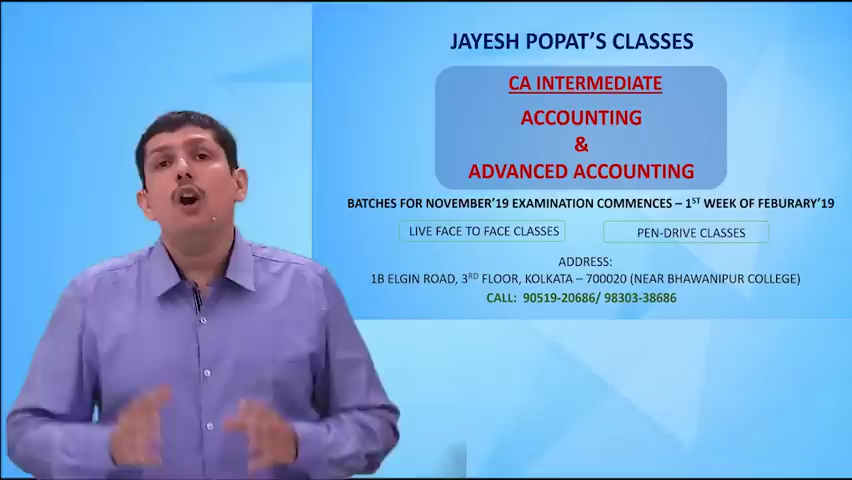 JAYESH POPAT'S CLASSES
CA INTERMEDIATE
ACCOUNTING
&
ADVANCED ACCOUNTING
BATCHES FOR NOVEMBER'19 EXAMINATION COMMENCES – 1ST WEEK OF FEBURARY'19
LIVE FACE TO FACE CLASSES
PEN-DRIVE CLASSES
ADDRESS:
1B ELGIN ROAD, 3RD FLOOR, KOLKATA – 700020 (NEAR BHAWANIPUR COLLEGE)
CALL: 90519-20686/ 98303-38686